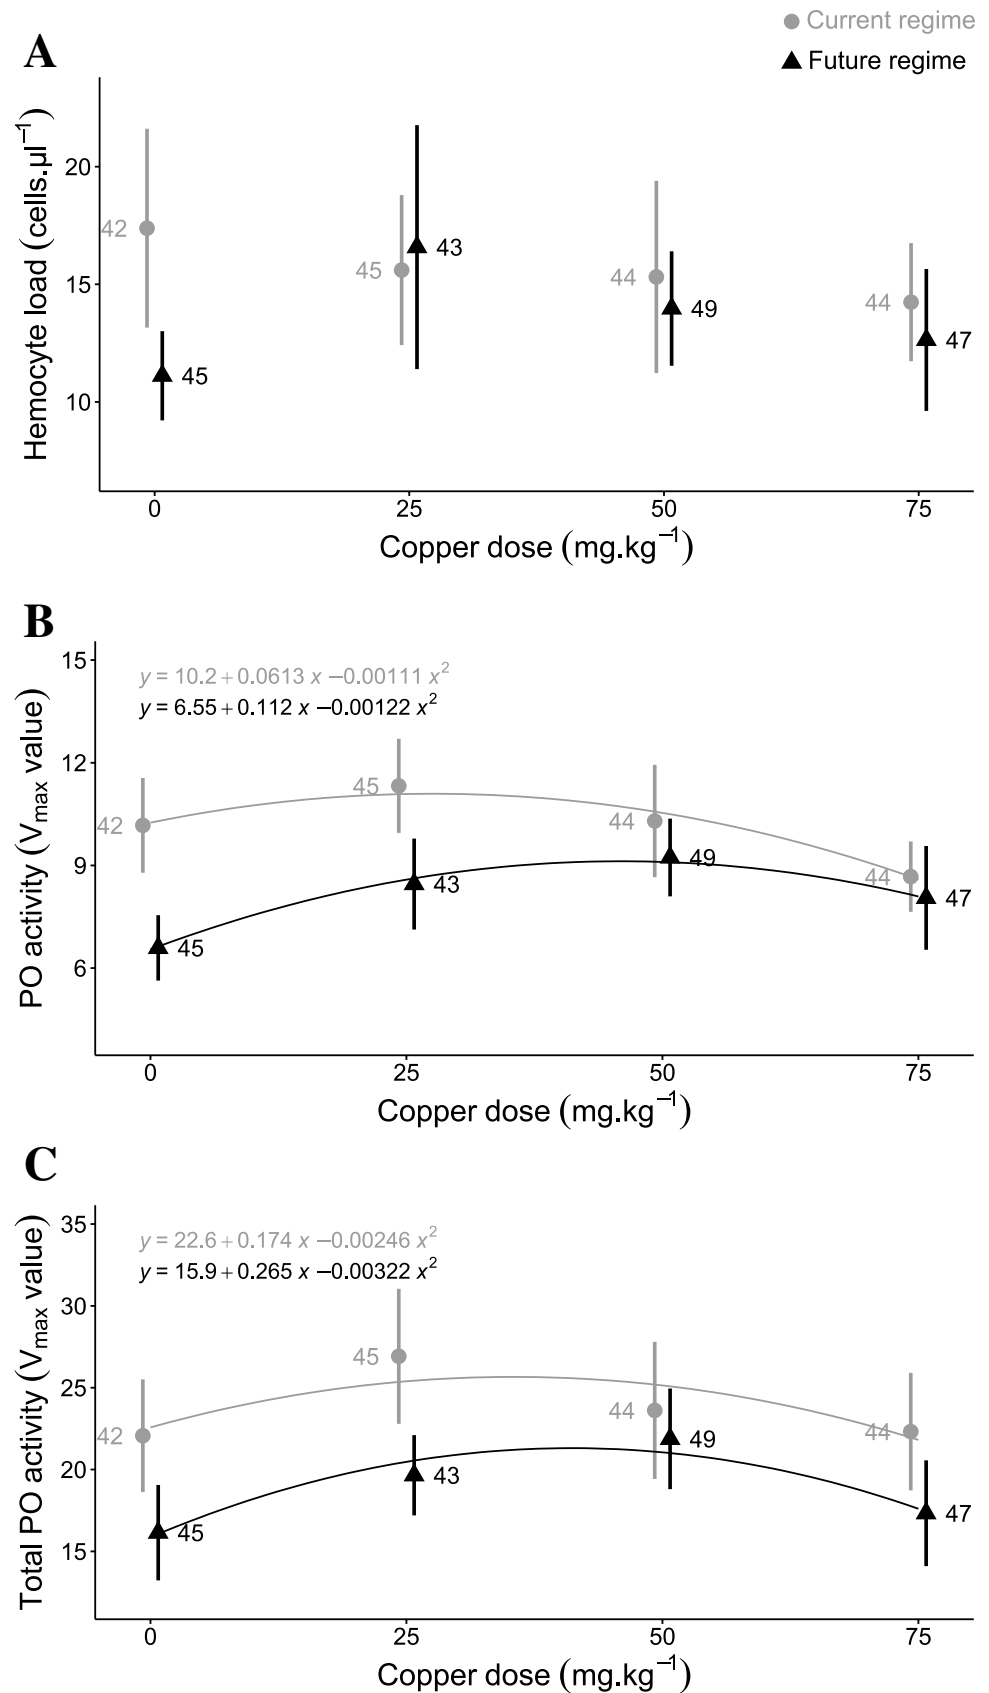 Current regime
Future regime
A
Hemocyte load (cells.µl⁻¹)
20
15
10
42
45
45
43
44
49
44
47
0 25 50 75
Copper dose (mg.kg⁻¹)
B
PO activity (Vmax value)
15
12
9
6
y = 10.2 + 0.0613 x −0.00111 x²
y = 6.55 + 0.112 x −0.00122 x²
42
45
45
43
44
49
44
47
0 25 50 75
Copper dose (mg.kg⁻¹)
C
Total PO activity (Vmax value)
35
30
25
20
15
y = 22.6 + 0.174 x −0.00246 x²
y = 15.9 + 0.265 x −0.00322 x²
42
45
45
43
44
49
44
47
0 25 50 75
Copper dose (mg.kg⁻¹)